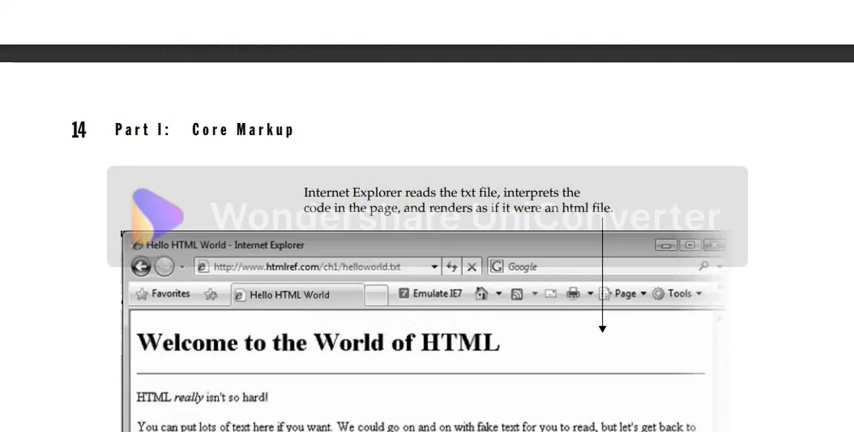 14 Part I: Core Markup
Internet Explorer reads the txt file, interprets the
code in the page, and renders as if it were an html file.
Wondershare UniConverter
Hello HTML World - Internet Explorer
http://www.htmlref.com/ch1/helloworld.txt Google
Favorites Hello HTML World Emulate IE7 Page Tools
Welcome to the World of HTML
HTML really isn't so hard!
You can put lots of text here if you want. We could go on and on with fake text for you to read, but let's get back to